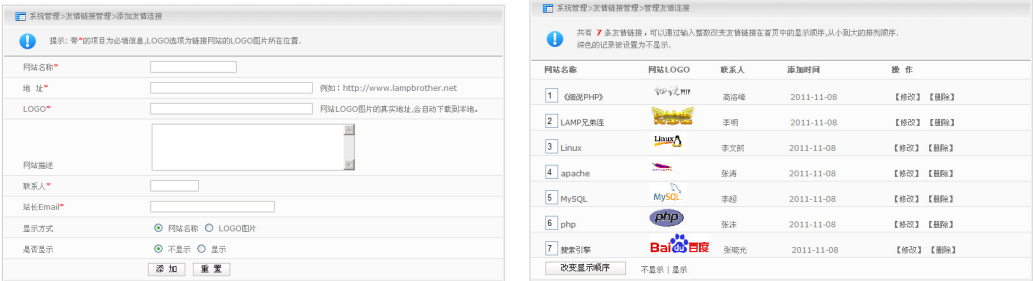 系统管理>友情链接管理>添加友情连接
提示: 带*的项目为必填信息,LOGO选项为链接网站的LOGO图片所在位置.
网站名称*
地 址* 例如：http://www.lampbrother.net
LOGO* 网站LOGO图片的真实地址,会自动下载到本地。
网站描述
联系人*
站长Email*
显示方式 网站名称 LOGO图片
是否显示 不显示 显示
添 加 重 置
系统管理>友情链接管理>管理友情连接
共有 7 条友情链接，可以通过输入整数改变友情链接在首页中的显示顺序,从小到大的排列顺序.
棕色的记录被设置为不显示.
网站名称 网站LOGO 联系人 添加时间 操 作
1 《细说PHP》 高洛峰 2011-11-08 【修改】 【删除】
2 LAMP兄弟连 李明 2011-11-08 【修改】 【删除】
3 Linux Linux 李文凯 2011-11-08 【修改】 【删除】
4 apache 张涛 2011-11-08 【修改】 【删除】
5 MySQL MySQL 李超 2011-11-08 【修改】 【删除】
6 php php 张沫 2011-11-08 【修改】 【删除】
7 搜索引擎 Bai du 百度 张晓光 2011-11-08 【修改】 【删除】
改变显示顺序 不显示 | 显示